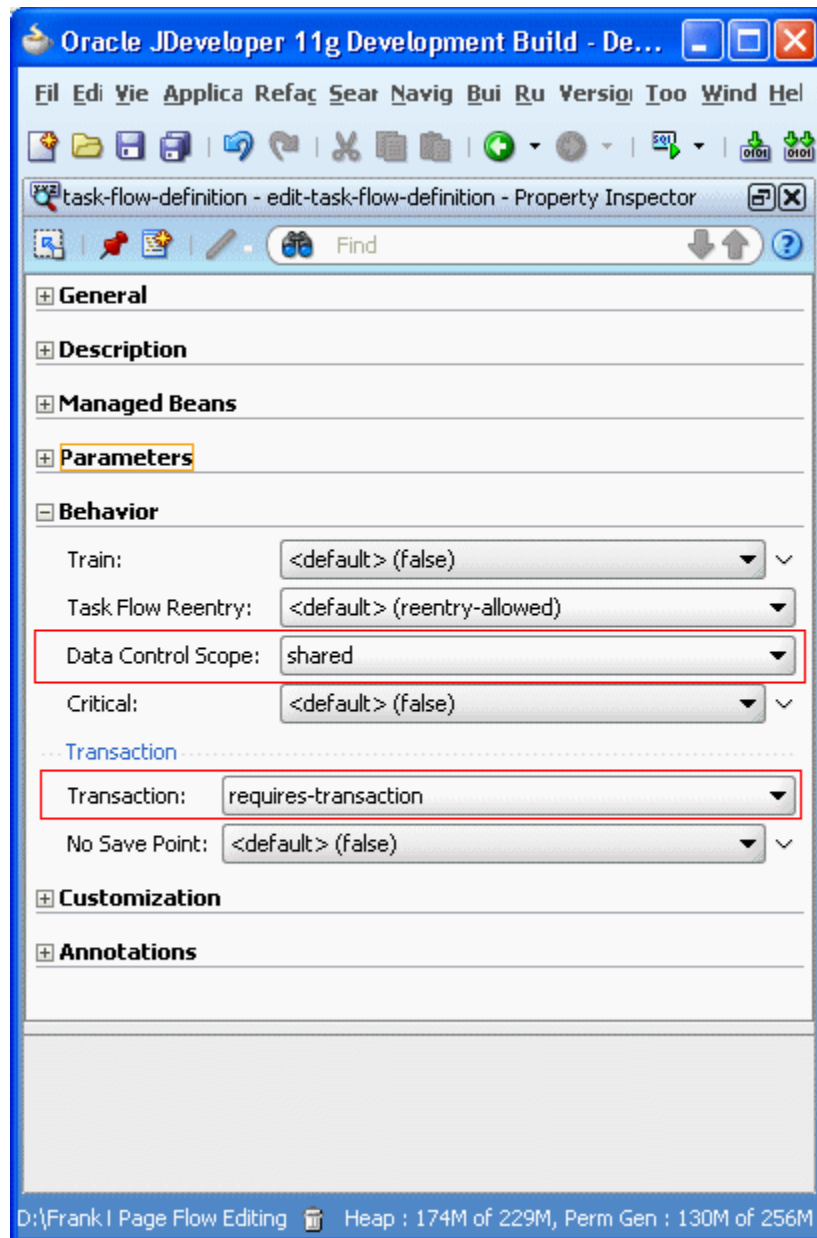 Oracle JDeveloper 11g Development Build - De...
Fil Edi Vie Applica Refac Sear Navig Bui Ru Versio Too Wind Hel
task-flow-definition - edit-task-flow-definition - Property Inspector
Find
General
Description
Managed Beans
Parameters
Behavior
Train: <default> (false)
Task Flow Reentry: <default> (reentry-allowed)
Data Control Scope: shared
Critical: <default> (false)
Transaction
Transaction: requires-transaction
No Save Point: <default> (false)
Customization
Annotations
D:\Frank I Page Flow Editing Heap : 174M of 229M, Perm Gen : 130M of 256M